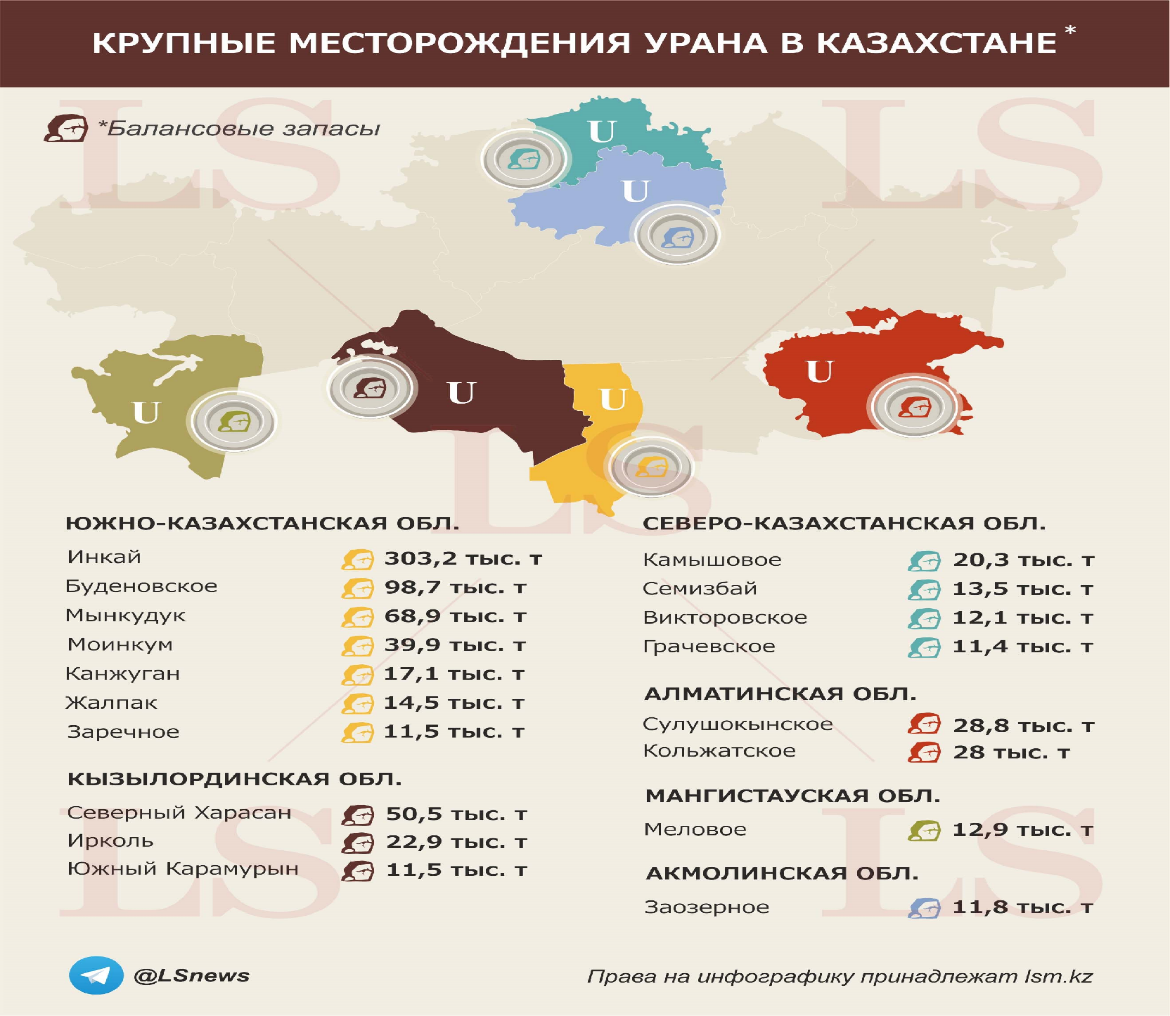 КРУПНЫЕ МЕСТОРОЖДЕНИЯ УРАНА В КАЗАХСТАНЕ*
*Балансовые запасы
LS
LS
U
U
U
U
U
U
LS
ЮЖНО-КАЗАХСТАНСКАЯ ОБЛ.
Инкай 303,2 тыс. т
Буденовское 98,7 тыс. т
Мынкудук 68,9 тыс. т
Моинкум 39,9 тыс. т
Канжуган 17,1 тыс. т
Жалпак 14,5 тыс. т
Заречное 11,5 тыс. т
КЫЗЫЛОРДИНСКАЯ ОБЛ.
Северный Харасан 50,5 тыс. т
Ирколь 22,9 тыс. т
Южный Карамурын 11,5 тыс. т
СЕВЕРО-КАЗАХСТАНСКАЯ ОБЛ.
Камышовое 20,3 тыс. т
Семизбай 13,5 тыс. т
Викторовское 12,1 тыс. т
Грачевское 11,4 тыс. т
АЛМАТИНСКАЯ ОБЛ.
Сулушокынское 28,8 тыс. т
Кольжатское 28 тыс. т
МАНГИСТАУСКАЯ ОБЛ.
Меловое 12,9 тыс. т
АКМОЛИНСКАЯ ОБЛ.
Заозерное 11,8 тыс. т
LS
LS
@LSnews
Права на инфографику принадлежат lsm.kz